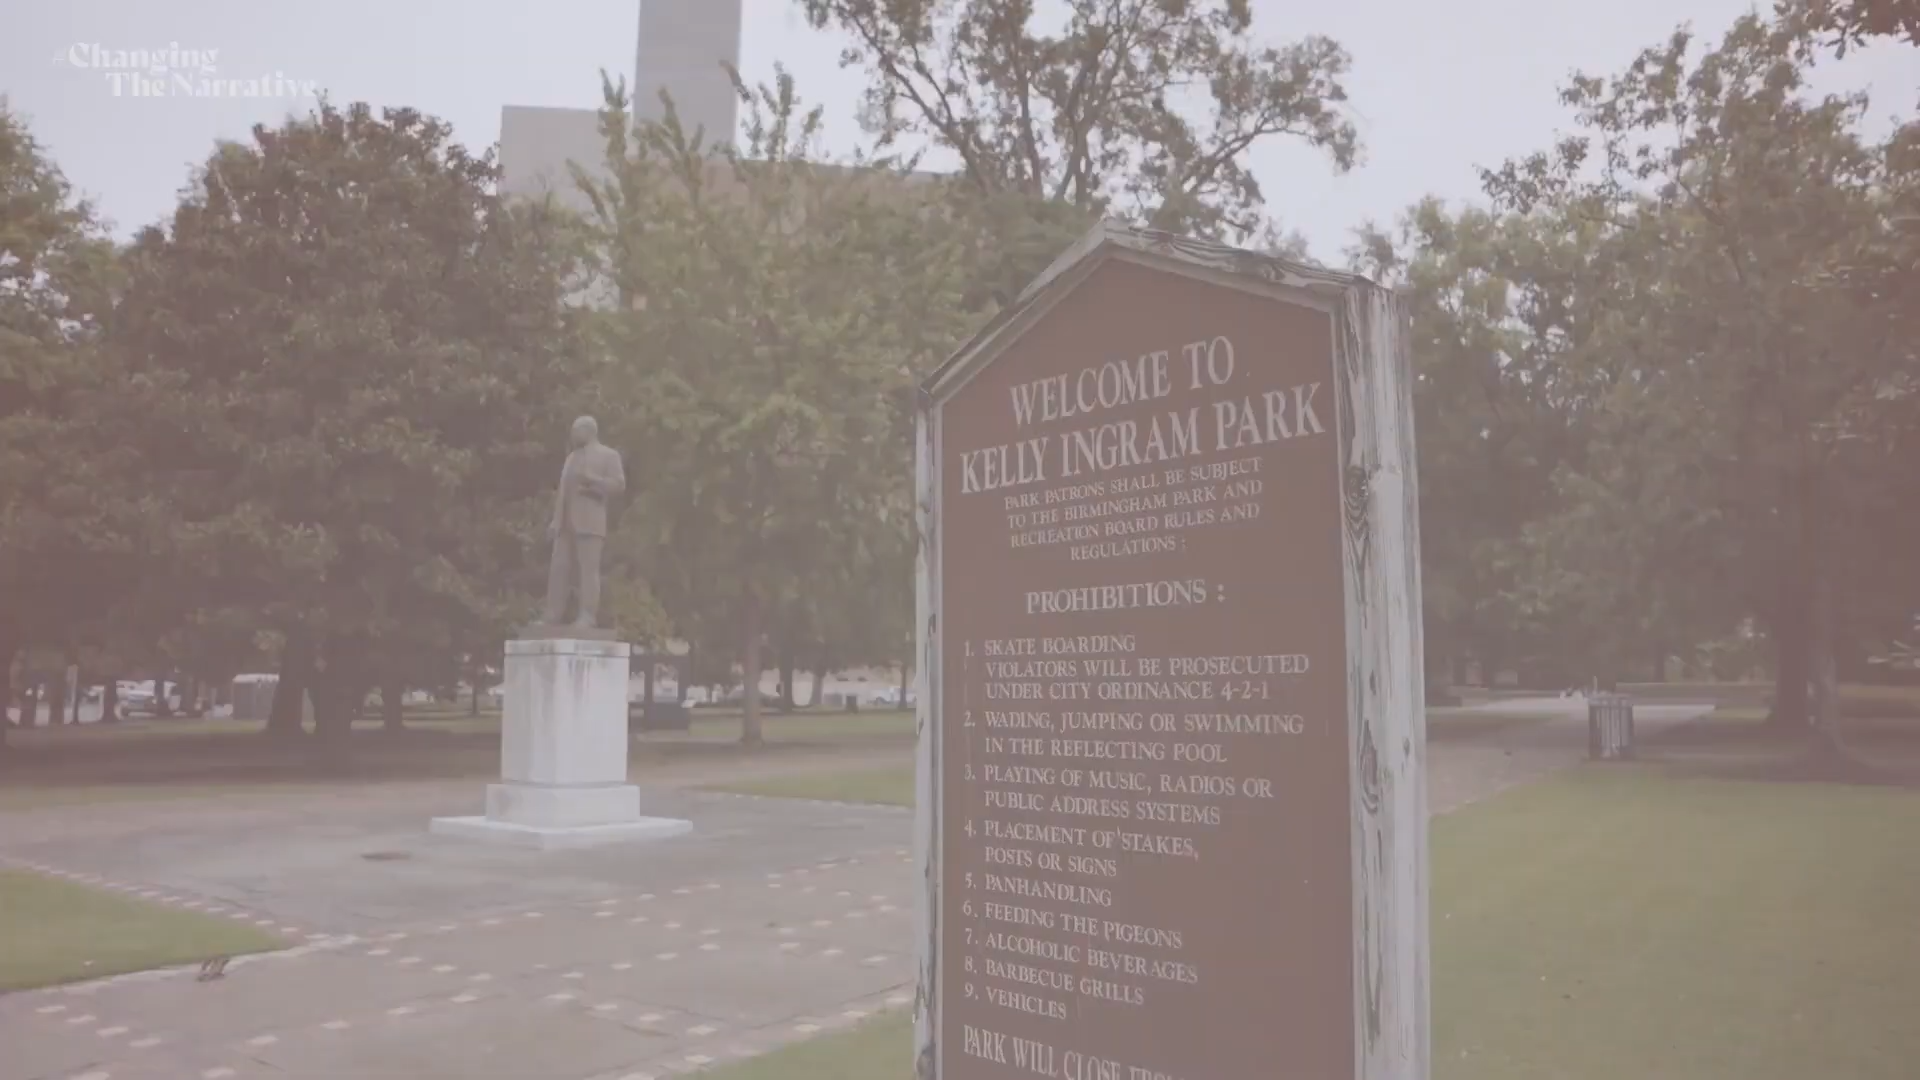 #Changing
The Narrative
WELCOME TO
KELLY INGRAM PARK
PARK PATRONS SHALL BE SUBJECT
TO THE BIRMINGHAM PARK AND
RECREATION BOARD RULES AND
REGULATIONS :
PROHIBITIONS :
1. SKATE BOARDING
VIOLATORS WILL BE PROSECUTED
UNDER CITY ORDINANCE 4-2-1
2. WADING, JUMPING OR SWIMMING
IN THE REFLECTING POOL
3. PLAYING OF MUSIC, RADIOS OR
PUBLIC ADDRESS SYSTEMS
4. PLACEMENT OF STAKES,
POSTS OR SIGNS
5. PANHANDLING
6. FEEDING THE PIGEONS
7. ALCOHOLIC BEVERAGES
8. BARBECUE GRILLS
9. VEHICLES
PARK WILL CLOSE